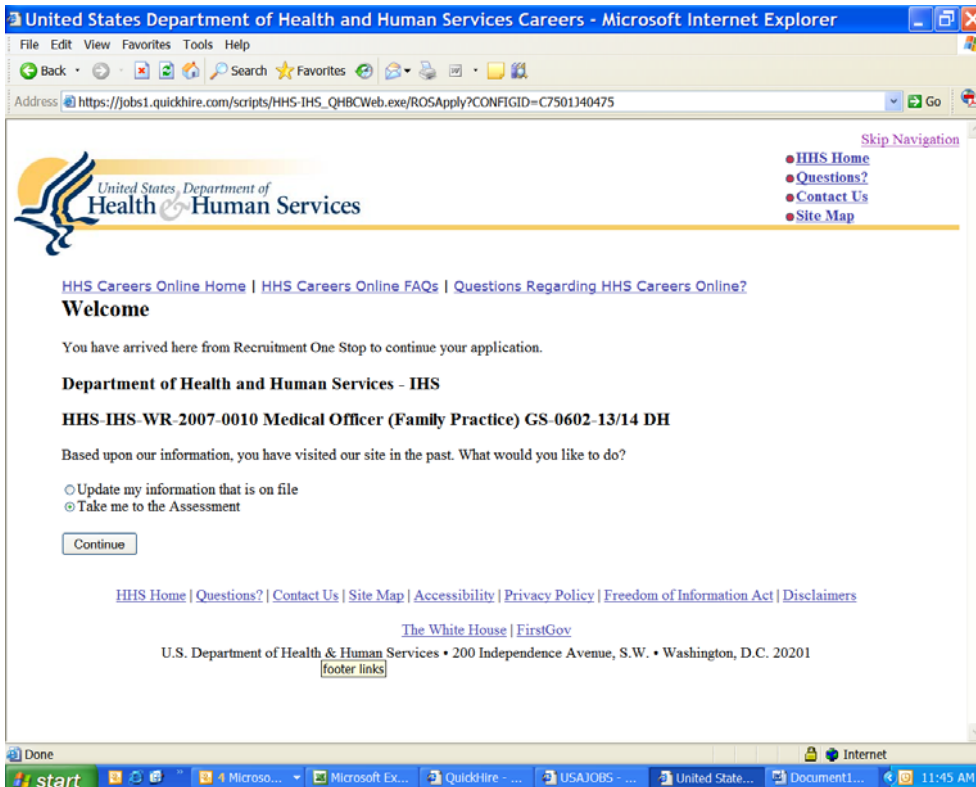 United States Department of Health and Human Services Careers - Microsoft Internet Explorer
File Edit View Favorites Tools Help
Back Search Favorites
Address https://jobs1.quickhire.com/scripts/HHS-IHS_QHBCWeb.exe/ROSApply?CONFIGID=C7501J40475 Go
Skip Navigation
HHS Home
Questions?
Contact Us
Site Map
United States Department of
Health & Human Services
HHS Careers Online Home | HHS Careers Online FAQs | Questions Regarding HHS Careers Online?
Welcome
You have arrived here from Recruitment One Stop to continue your application.
Department of Health and Human Services - IHS
HHS-IHS-WR-2007-0010 Medical Officer (Family Practice) GS-0602-13/14 DH
Based upon our information, you have visited our site in the past. What would you like to do?
Update my information that is on file
Take me to the Assessment
Continue
HHS Home | Questions? | Contact Us | Site Map | Accessibility | Privacy Policy | Freedom of Information Act | Disclaimers
The White House | FirstGov
U.S. Department of Health & Human Services • 200 Independence Avenue, S.W. • Washington, D.C. 20201
footer links
Done Internet
start 4 Microso... Microsoft Ex... QuickHire - ... USAJOBS - ... United State... Document1... 11:45 AM